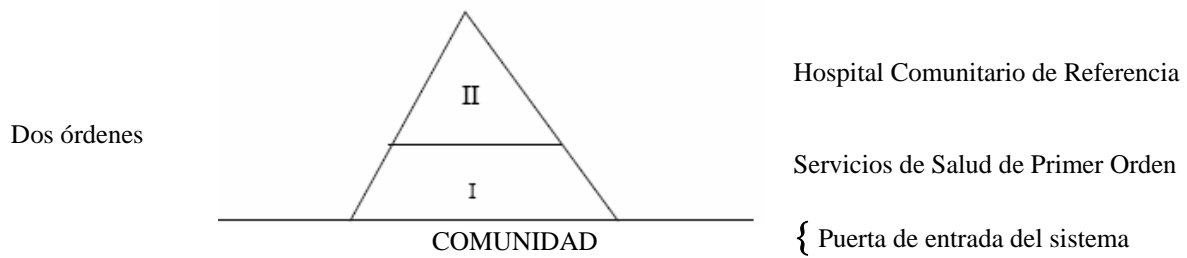 Hospital Comunitario de Referencia
II
Dos órdenes
Servicios de Salud de Primer Orden
I
COMUNIDAD
{ Puerta de entrada del sistema